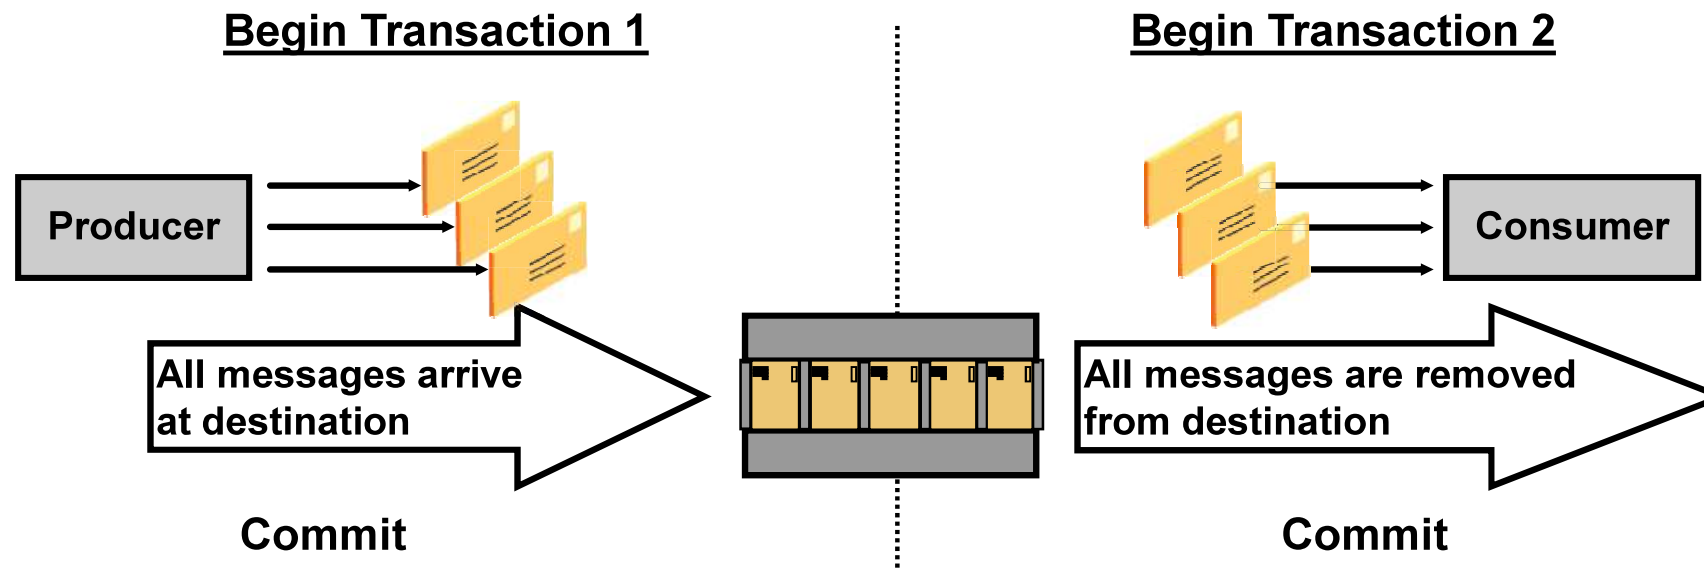 Begin Transaction 1
Begin Transaction 2
Producer
Consumer
All messages arrive
at destination
All messages are removed
from destination
Commit
Commit